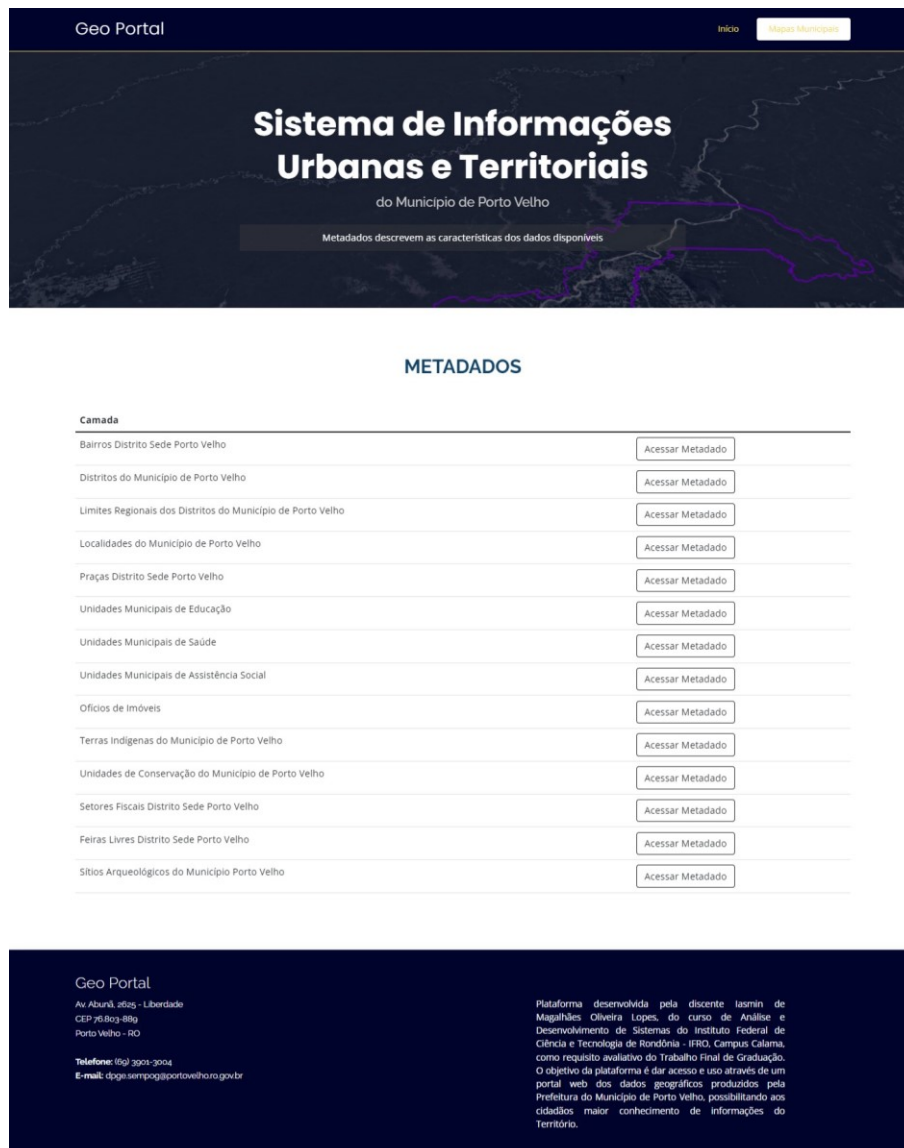 Geo Portal
Início
Mapas Municipais
Sistema de Informações
Urbanas e Territoriais
do Município de Porto Velho
Metadados descrevem as características dos dados disponíveis
METADADOS
Camada
Bairros Distrito Sede Porto Velho
Acessar Metadado
Distritos do Município de Porto Velho
Acessar Metadado
Limites Regionais dos Distritos do Município de Porto Velho
Acessar Metadado
Localidades do Município de Porto Velho
Acessar Metadado
Praças Distrito Sede Porto Velho
Acessar Metadado
Unidades Municipais de Educação
Acessar Metadado
Unidades Municipais de Saúde
Acessar Metadado
Unidades Municipais de Assistência Social
Acessar Metadado
Ofícios de Imóveis
Acessar Metadado
Terras Indígenas do Município de Porto Velho
Acessar Metadado
Unidades de Conservação do Município de Porto Velho
Acessar Metadado
Setores Fiscais Distrito Sede Porto Velho
Acessar Metadado
Feiras Livres Distrito Sede Porto Velho
Acessar Metadado
Sítios Arqueológicos do Município Porto Velho
Acessar Metadado
Geo Portal
Av. Abunã, 2625 - Liberdade
CEP 76.803-889
Porto Velho - RO
Telefone: (69) 3901-3004
E-mail: dpge.sempog@portovelho.ro.gov.br
Plataforma desenvolvida pela discente Iasmin de
Magalhães Oliveira Lopes, do curso de Análise e
Desenvolvimento de Sistemas do Instituto Federal de
Ciência e Tecnologia de Rondônia - IFRO, Campus Calama,
como requisito avaliativo do Trabalho Final de Graduação.
O objetivo da plataforma é dar acesso e uso através de um
portal web dos dados geográficos produzidos pela
Prefeitura do Município de Porto Velho, possibilitando aos
cidadãos maior conhecimento de informações do
Território.